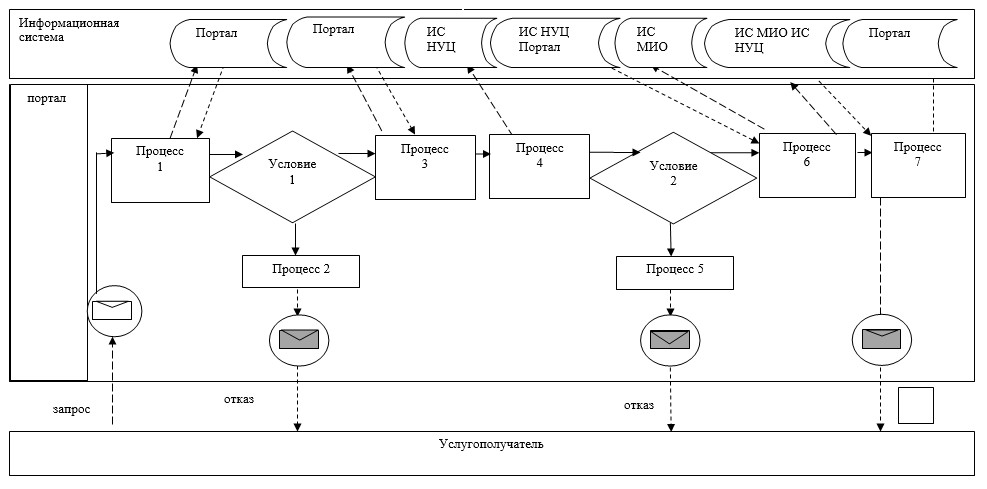 Информационная
система
Портал
Портал
ИС
НУЦ
ИС НУЦ
Портал
ИС
МИО
ИС МИО ИС
НУЦ
Портал
портал
Процесс
1
Условие
1
Процесс
3
Процесс
4
Условие
2
Процесс
6
Процесс
7
Процесс 2
Процесс 5
запрос
отказ
отказ
Услугополучатель